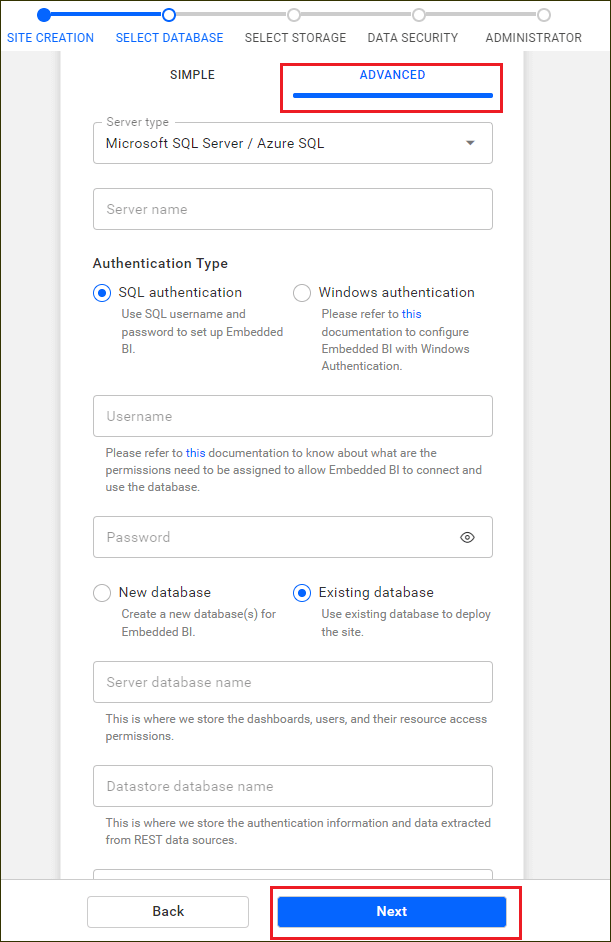 SITE CREATION SELECT DATABASE SELECT STORAGE DATA SECURITY ADMINISTRATOR
SIMPLE ADVANCED
Server type
Microsoft SQL Server / Azure SQL
Server name
Authentication Type
SQL authentication
Use SQL username and
password to set up Embedded
BI.
Windows authentication
Please refer to this
documentation to configure
Embedded BI with Windows
Authentication.
Username
Please refer to this documentation to know about what are the
permissions need to be assigned to allow Embedded BI to connect and
use the database.
Password
New database
Create a new database(s) for
Embedded BI.
Existing database
Use existing database to deploy
the site.
Server database name
This is where we store the dashboards, users, and their resource access
permissions.
Datastore database name
This is where we store the authentication information and data extracted
from REST data sources.
Back Next